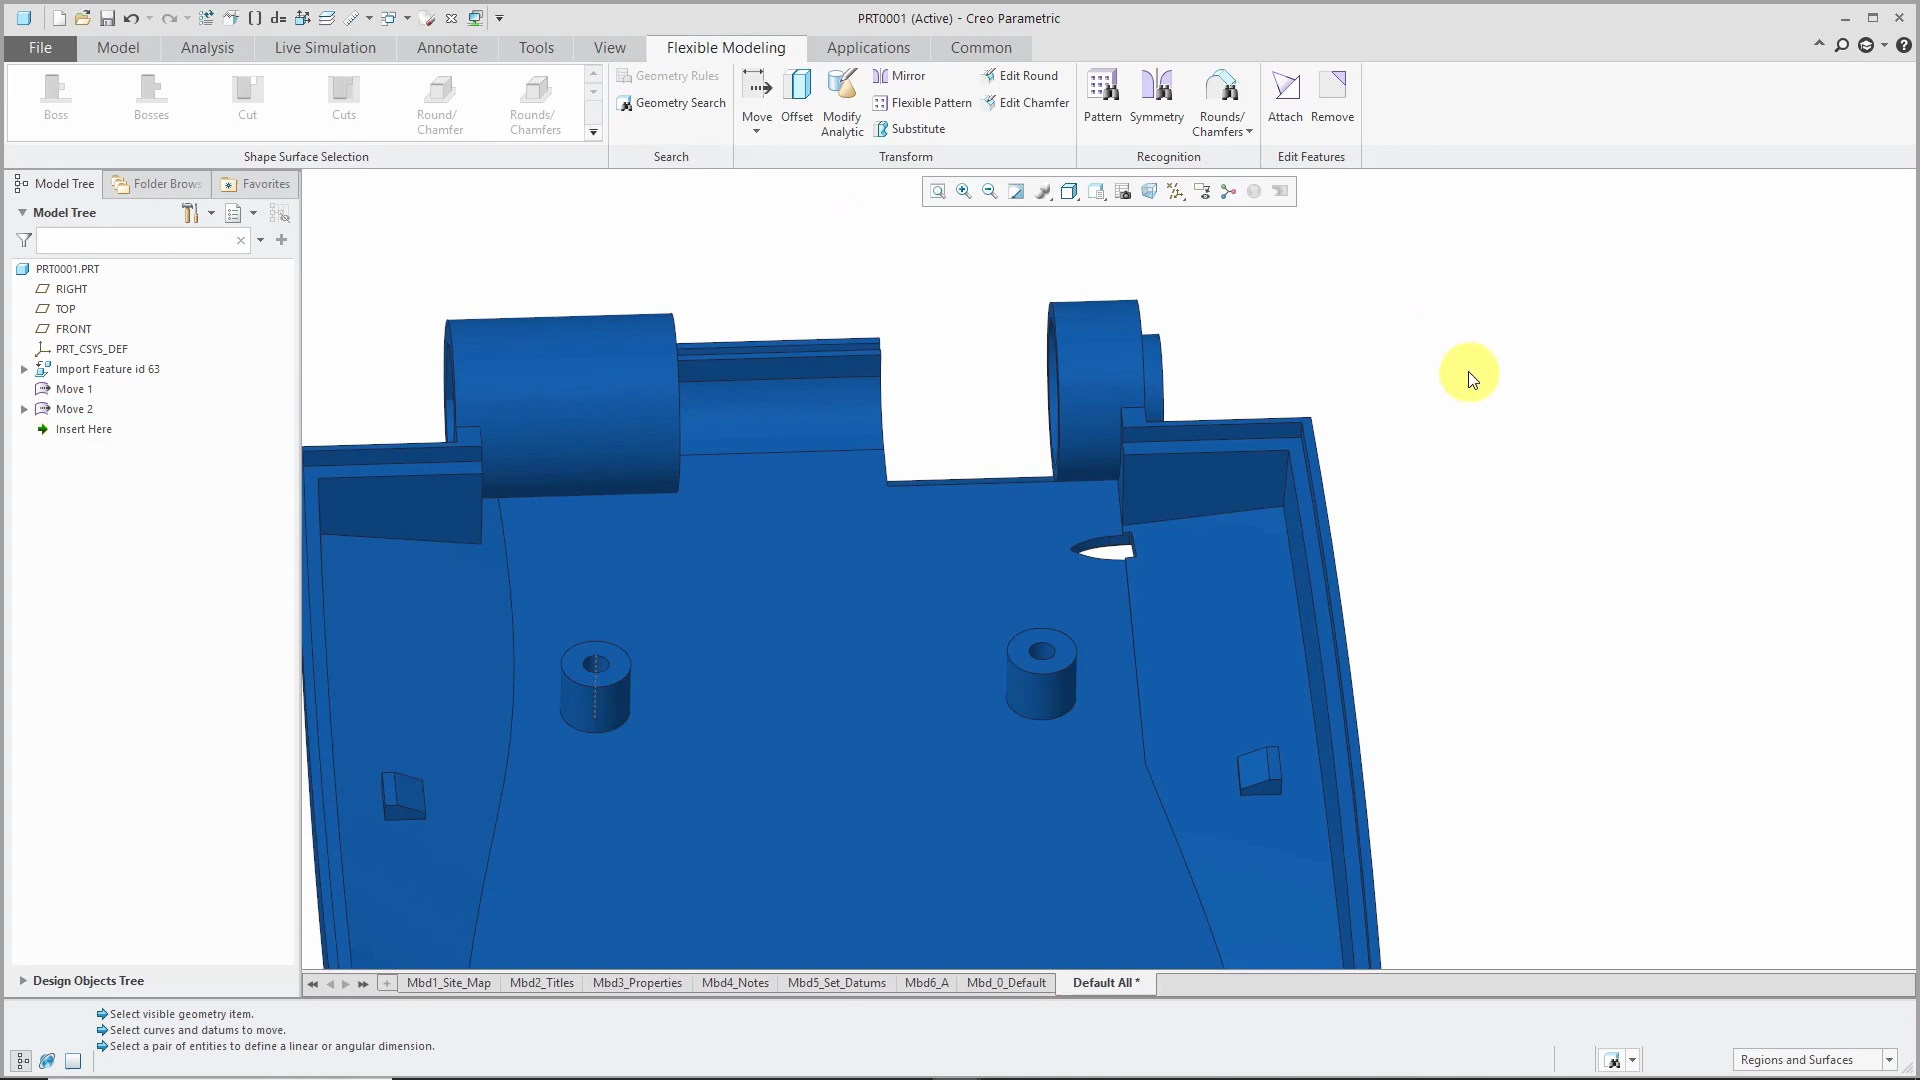 PRT0001 (Active) - Creo Parametric
File Model Analysis Live Simulation Annotate Tools View Flexible Modeling Applications Common
Boss Bosses Cut Cuts Round/ Chamfer Rounds/ Chamfers
Shape Surface Selection
Geometry Rules
Geometry Search
Search
Move Offset Modify Analytic
Mirror
Flexible Pattern
Substitute
Edit Round
Edit Chamfer
Transform
Pattern Symmetry Rounds/ Chamfers
Recognition
Attach Remove
Edit Features
Model Tree Folder Brows Favorites
Model Tree
PRT0001.PRT
RIGHT
TOP
FRONT
PRT_CSYS_DEF
Import Feature id 63
Move 1
Move 2
Insert Here
Design Objects Tree
Mbd1_Site_Map Mbd2_Titles Mbd3_Properties Mbd4_Notes Mbd5_Set_Datums Mbd6_A Mbd_0_Default Default All *
Select visible geometry item.
Select curves and datums to move.
Select a pair of entities to define a linear or angular dimension.
Regions and Surfaces